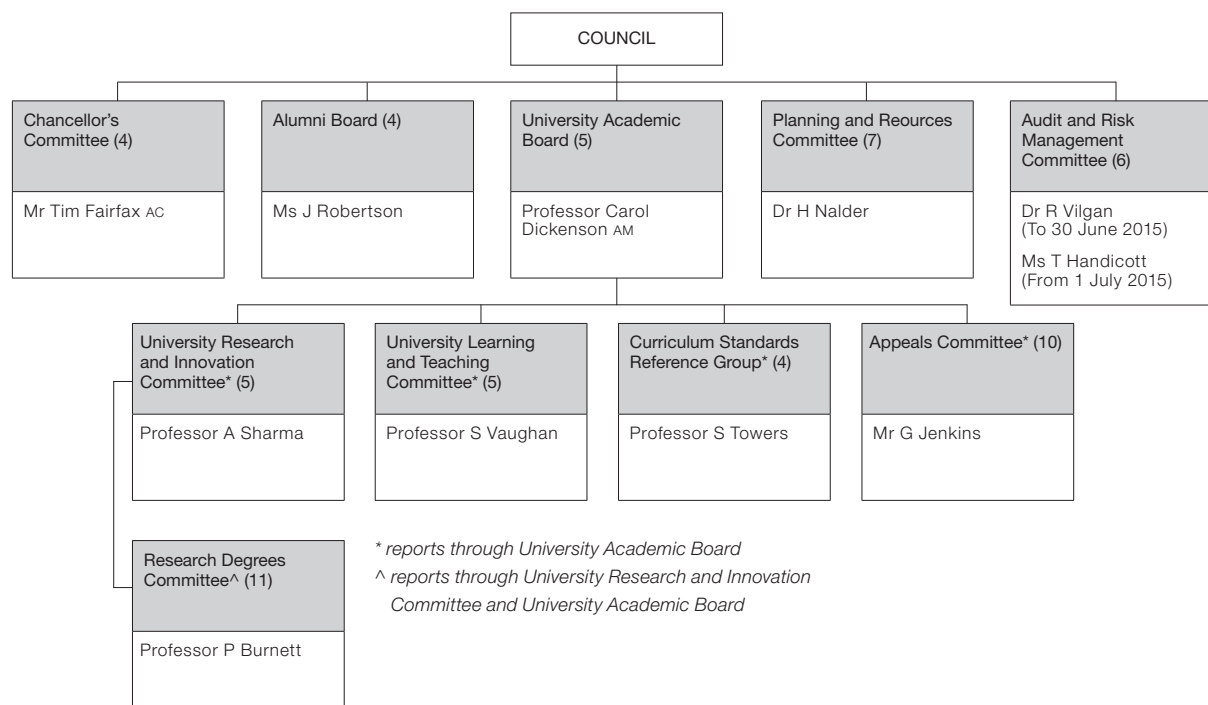 COUNCIL
Chancellor's
Committee (4)
Mr Tim Fairfax AC
Alumni Board (4)
Ms J Robertson
University Academic
Board (5)
Professor Carol
Dickenson AM
Planning and Reources
Committee (7)
Dr H Nalder
Audit and Risk
Management
Committee (6)
Dr R Vilgan
(To 30 June 2015)
Ms T Handicott
(From 1 July 2015)
University Research
and Innovation
Committee* (5)
Professor A Sharma
University Learning
and Teaching
Committee* (5)
Professor S Vaughan
Curriculum Standards
Reference Group* (4)
Professor S Towers
Appeals Committee* (10)
Mr G Jenkins
Research Degrees
Committee^ (11)
Professor P Burnett
* reports through University Academic Board
^ reports through University Research and Innovation
Committee and University Academic Board